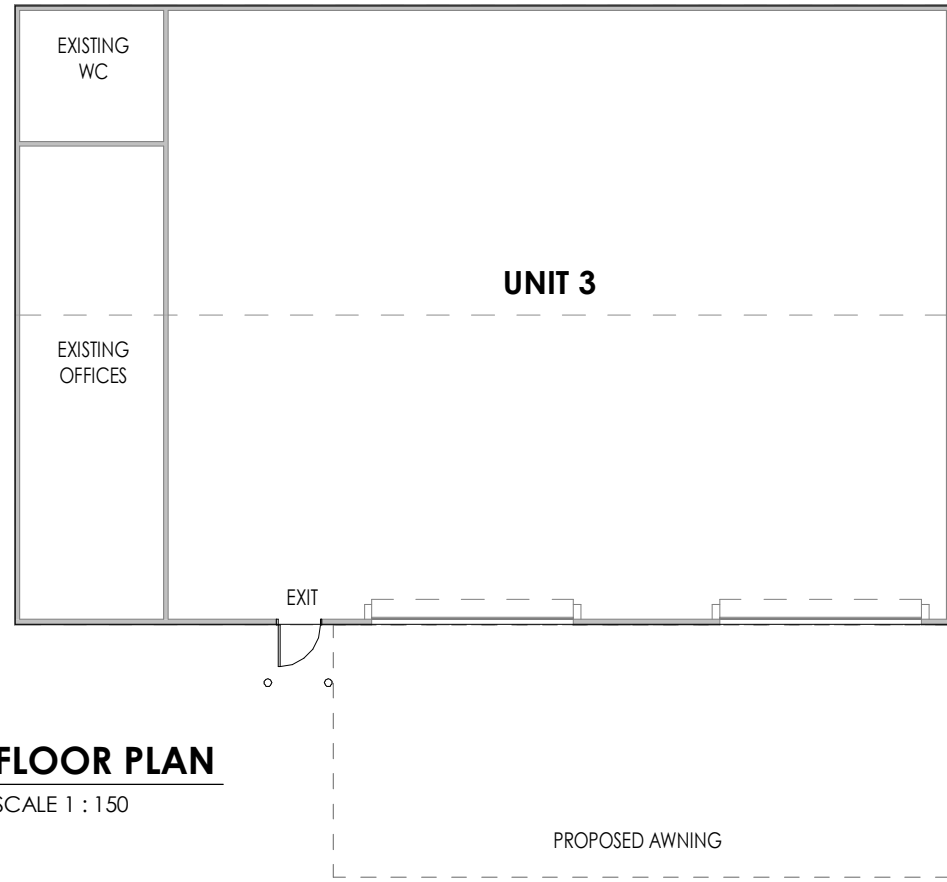 EXISTING
WC
UNIT 3
EXISTING
OFFICES
EXIT
FLOOR PLAN
SCALE 1 : 150
PROPOSED AWNING